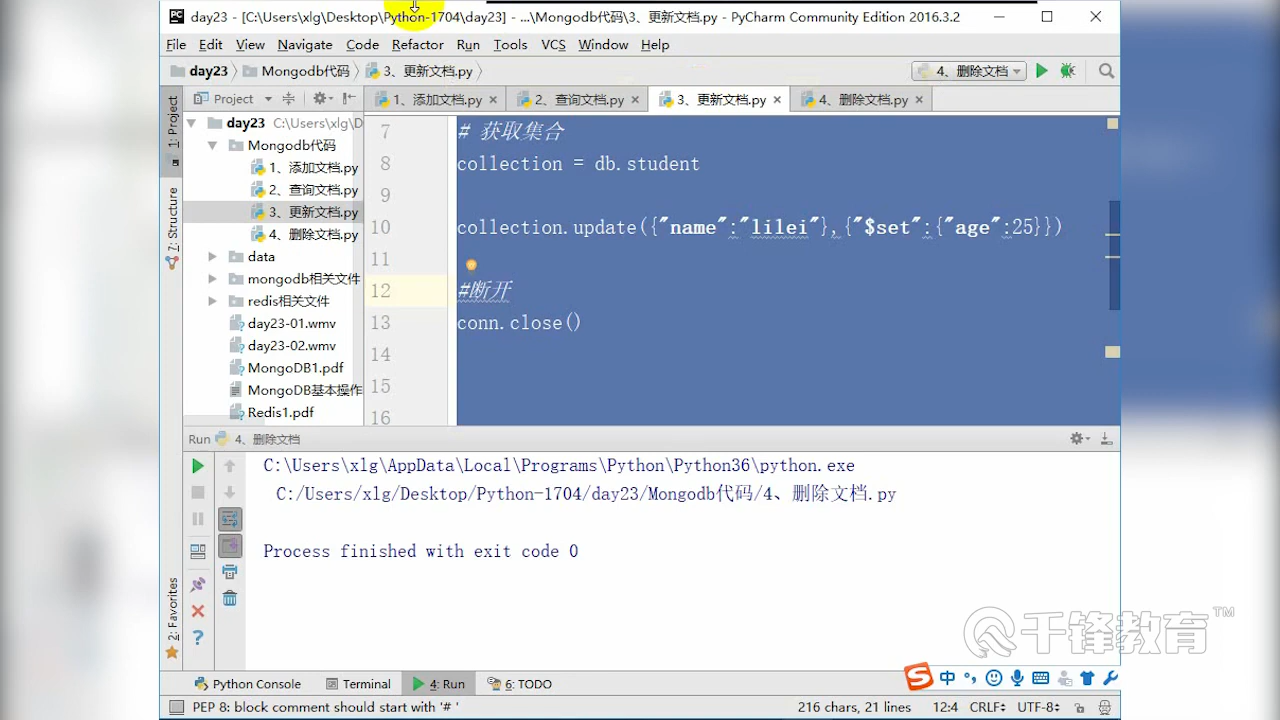 day23 - [C:\Users\xlg\Desktop\Python-1704\day23] - ...\Mongodb代码\3、更新文档.py - PyCharm Community Edition 2016.3.2
File Edit View Navigate Code Refactor Run Tools VCS Window Help
day23 Mongodb代码 3、更新文档.py 4、删除文档
Project 1、添加文档.py 2、查询文档.py 3、更新文档.py 4、删除文档.py
1: Project
7: Structure
2: Favorites
day23 C:\Users\xlg\D
Mongodb代码
1、添加文档.py
2、查询文档.py
3、更新文档.py
4、删除文档.py
data
mongodb相关文件
redis相关文件
day23-01.wmv
day23-02.wmv
MongoDB1.pdf
MongoDB基本操作
Redis1.pdf
7 # 获取集合
8 collection = db.student
9
10 collection.update({"name":"lilei"},{"$set":{"age":25}})
11
12 #断开
13 conn.close()
14
15
16
Run 4、删除文档
C:\Users\xlg\AppData\Local\Programs\Python\Python36\python.exe
C:/Users/xlg/Desktop/Python-1704/day23/Mongodb代码/4、删除文档.py
Process finished with exit code 0
千锋教育 TM
中
Python Console Terminal 4: Run 6: TODO
PEP 8: block comment should start with '# ' 216 chars, 21 lines 12:4 CRLF UTF-8